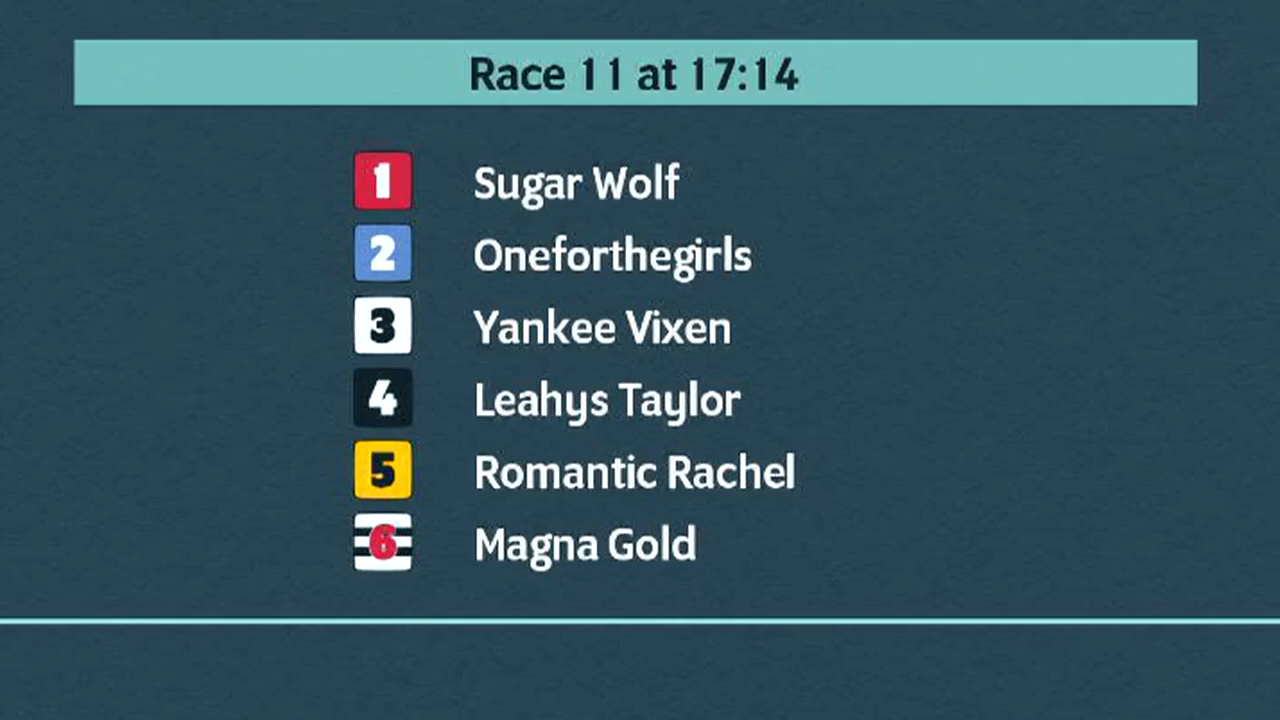 Race 11 at 17:14
1 Sugar Wolf
2 Oneforthegirls
3 Yankee Vixen
4 Leahys Taylor
5 Romantic Rachel
6 Magna Gold